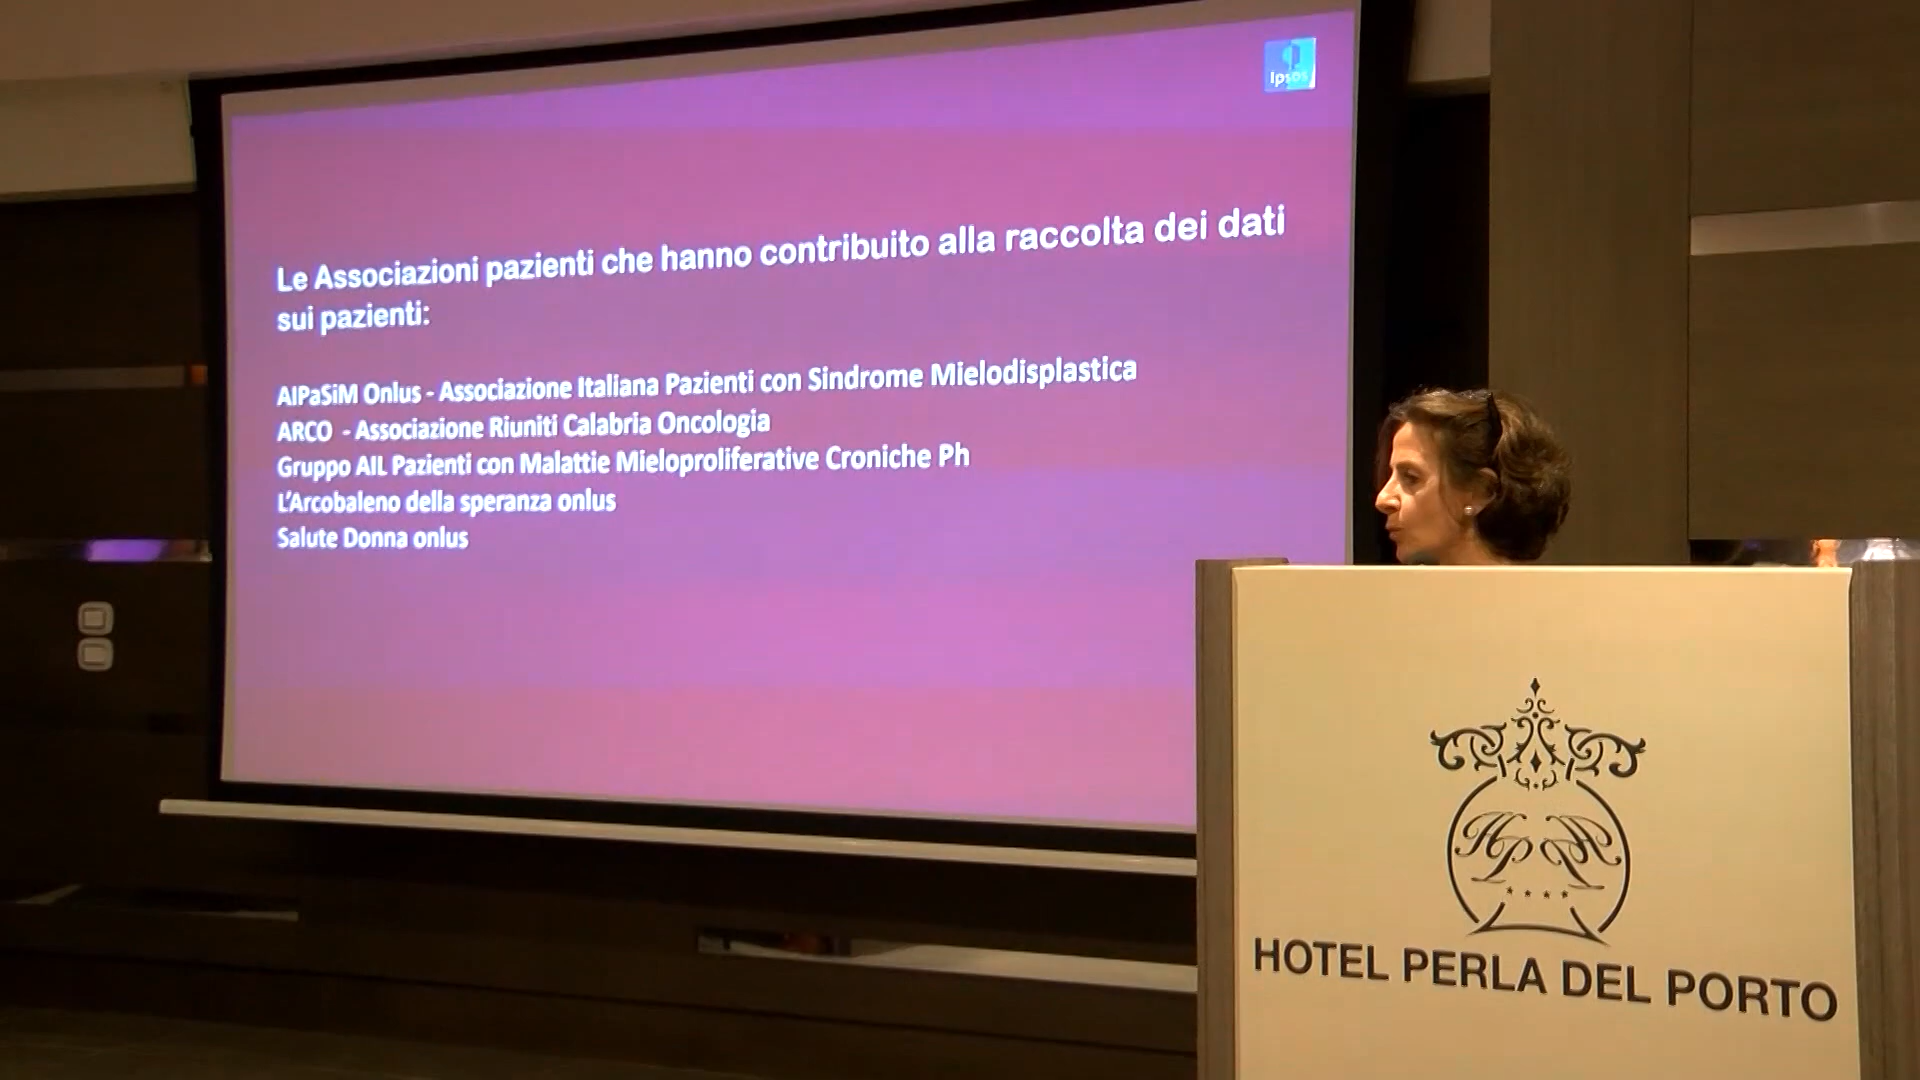 Ipsos
Le Associazioni pazienti che hanno contribuito alla raccolta dei dati
sui pazienti:
AIPaSiM Onlus - Associazione Italiana Pazienti con Sindrome Mielodisplastica
ARCO - Associazione Riuniti Calabria Oncologia
Gruppo AIL Pazienti con Malattie Mieloproliferative Croniche Ph
L'Arcobaleno della speranza onlus
Salute Donna onlus
HOTEL PERLA DEL PORTO